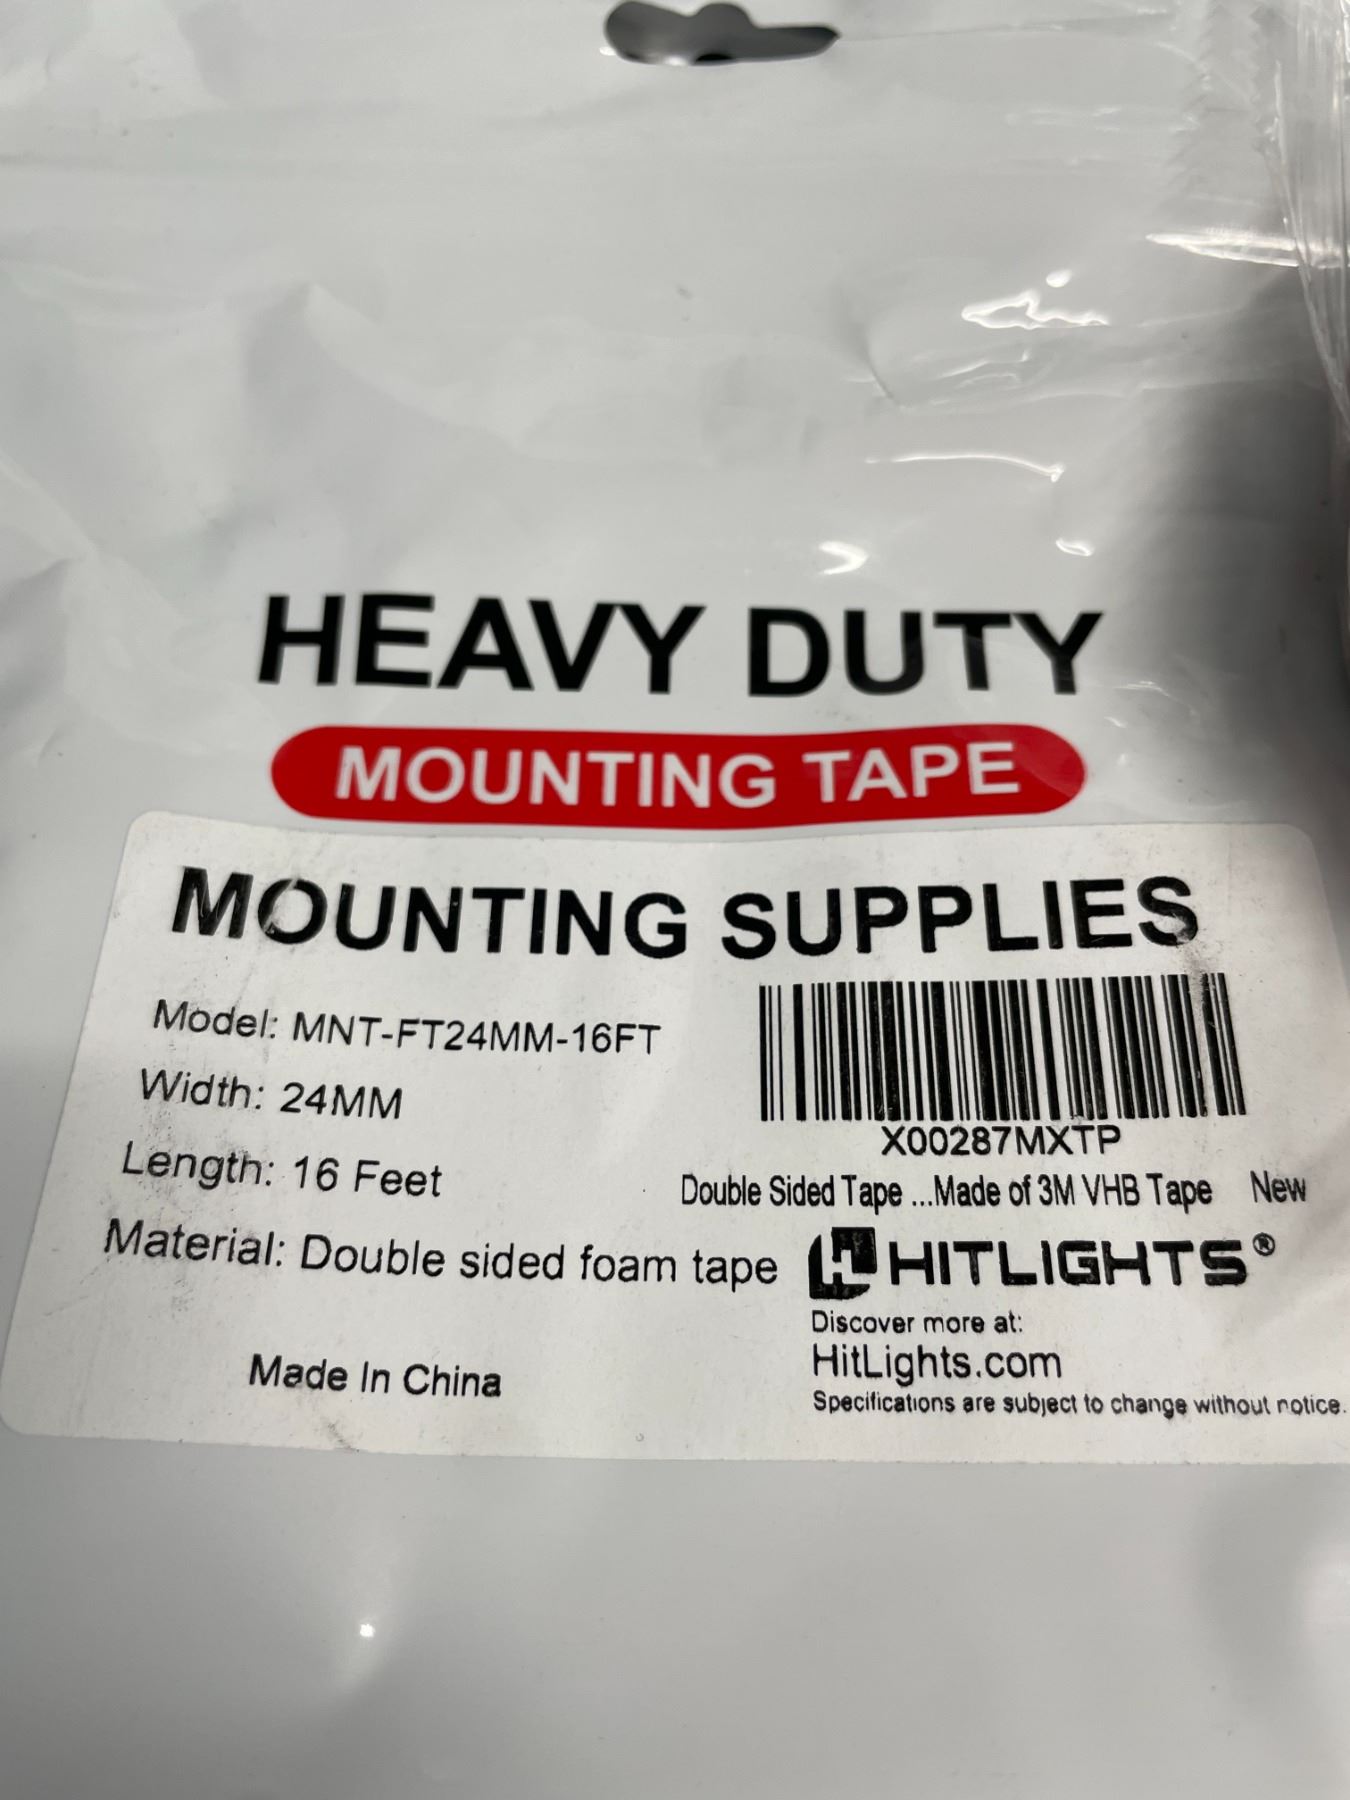 HEAVY DUTY
MOUNTING TAPE
MOUNTING SUPPLIES
Model: MNT-FT24MM-16FT
Width: 24MM
Length: 16 Feet
Material: Double sided foam tape
Made In China
X00287MXTP
Double Sided Tape ...Made of 3M VHB Tape New
HITLIGHTS®
Discover more at:
HitLights.com
Specifications are subject to change without notice.